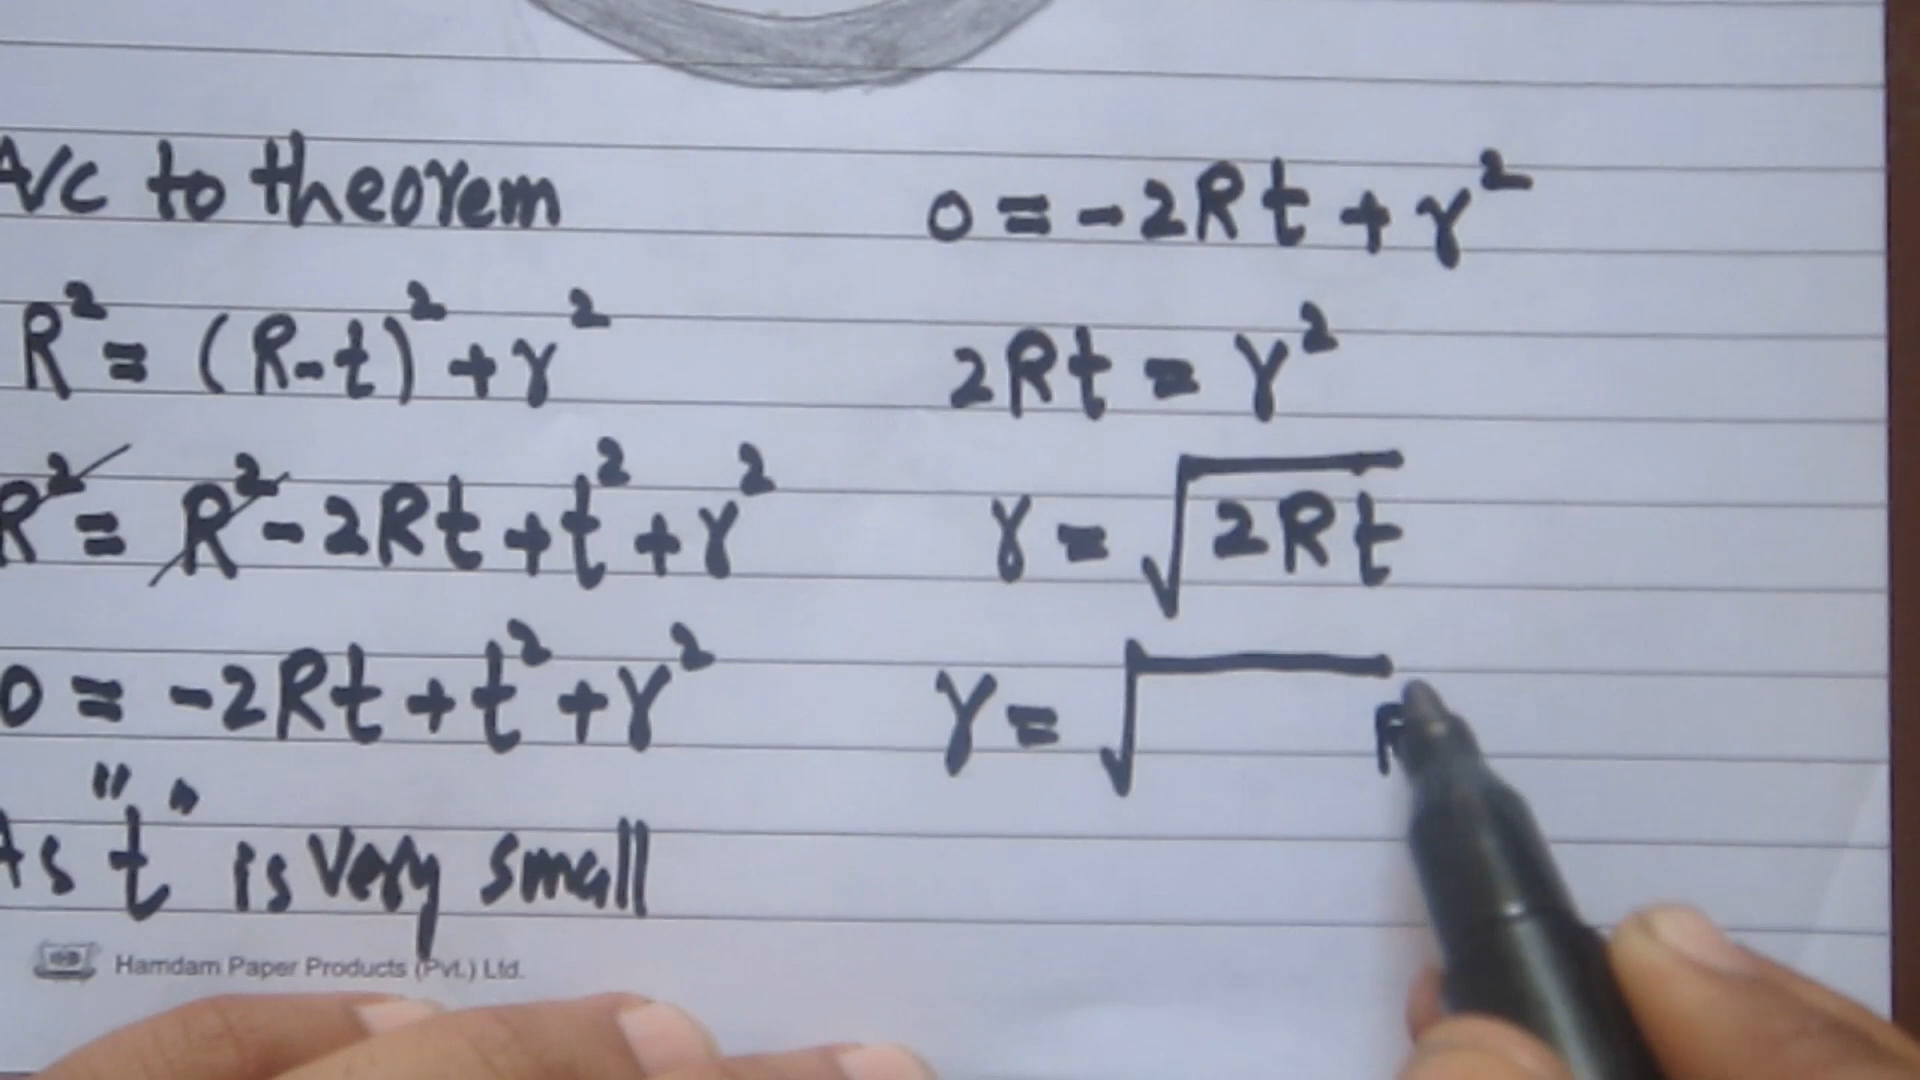 A/c to theorem
R² = (R-t)² + r²
R² = R² - 2Rt + t² + r²
0 = -2Rt + t² + r²
As "t" is very small
Hamdam Paper Products (Pvt.) Ltd.
0 = -2Rt + r²
2Rt = r²
r = √2Rt
r = √